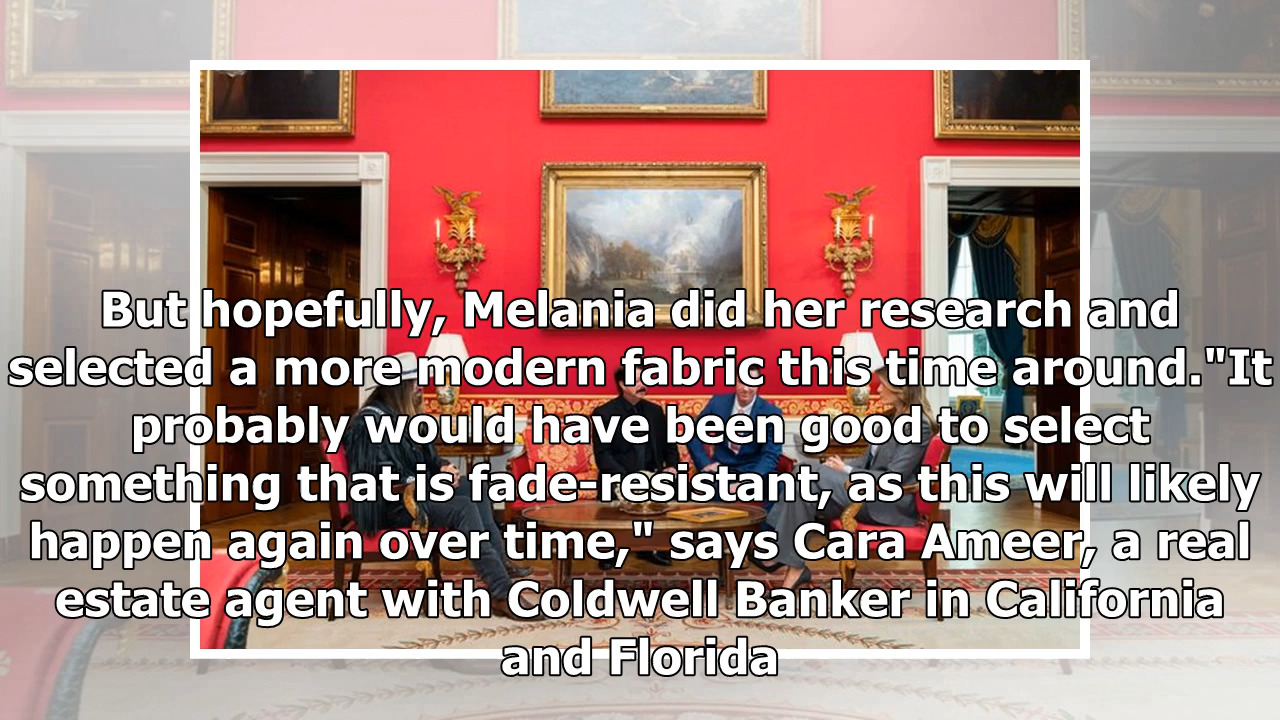 But hopefully, Melania did her research and
selected a more modern fabric this time around."It
probably would have been good to select
something that is fade-resistant, as this will likely
happen again over time," says Cara Ameer, a real
estate agent with Coldwell Banker in California
and Florida